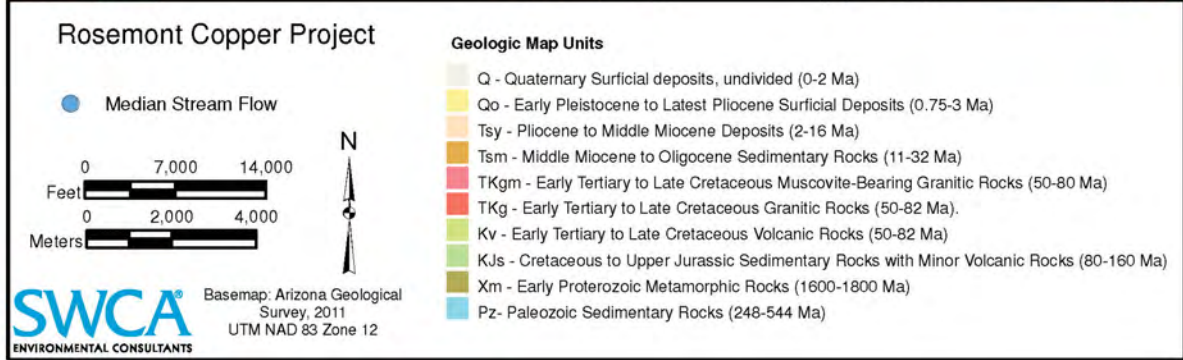 Rosemont Copper Project
Median Stream Flow
N
0 7,000 14,000
Feet
0 2,000 4,000
Meters
SWCA®
ENVIRONMENTAL CONSULTANTS
Basemap: Arizona Geological
Survey, 2011
UTM NAD 83 Zone 12
Geologic Map Units
Q - Quaternary Surficial deposits, undivided (0-2 Ma)
Qo - Early Pleistocene to Latest Pliocene Surficial Deposits (0.75-3 Ma)
Tsy - Pliocene to Middle Miocene Deposits (2-16 Ma)
Tsm - Middle Miocene to Oligocene Sedimentary Rocks (11-32 Ma)
TKgm - Early Tertiary to Late Cretaceous Muscovite-Bearing Granitic Rocks (50-80 Ma)
TKg - Early Tertiary to Late Cretaceous Granitic Rocks (50-82 Ma).
Kv - Early Tertiary to Late Cretaceous Volcanic Rocks (50-82 Ma)
KJs - Cretaceous to Upper Jurassic Sedimentary Rocks with Minor Volcanic Rocks (80-160 Ma)
Xm - Early Proterozoic Metamorphic Rocks (1600-1800 Ma)
Pz- Paleozoic Sedimentary Rocks (248-544 Ma)